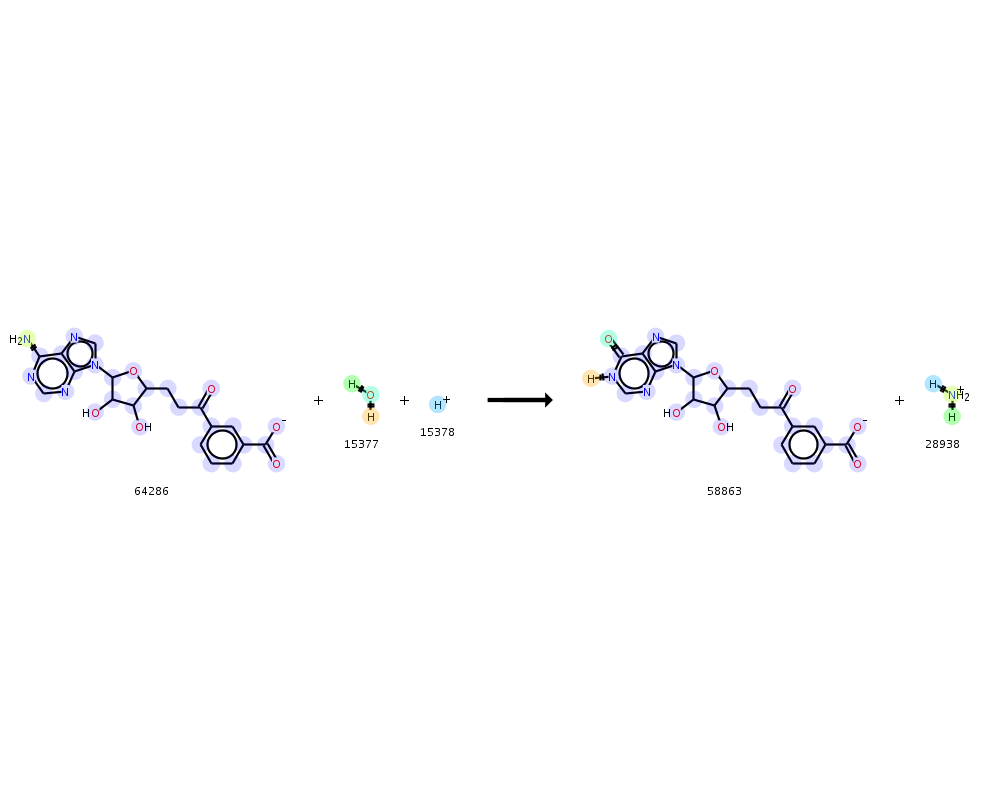 H₂N N N N N O HO OH O O⁻ O
64286
+
H O H
15377
+
H⁺
15378
O H N N N N O HO OH O O⁻ O
58863
+
H NH₂⁺ H
28938